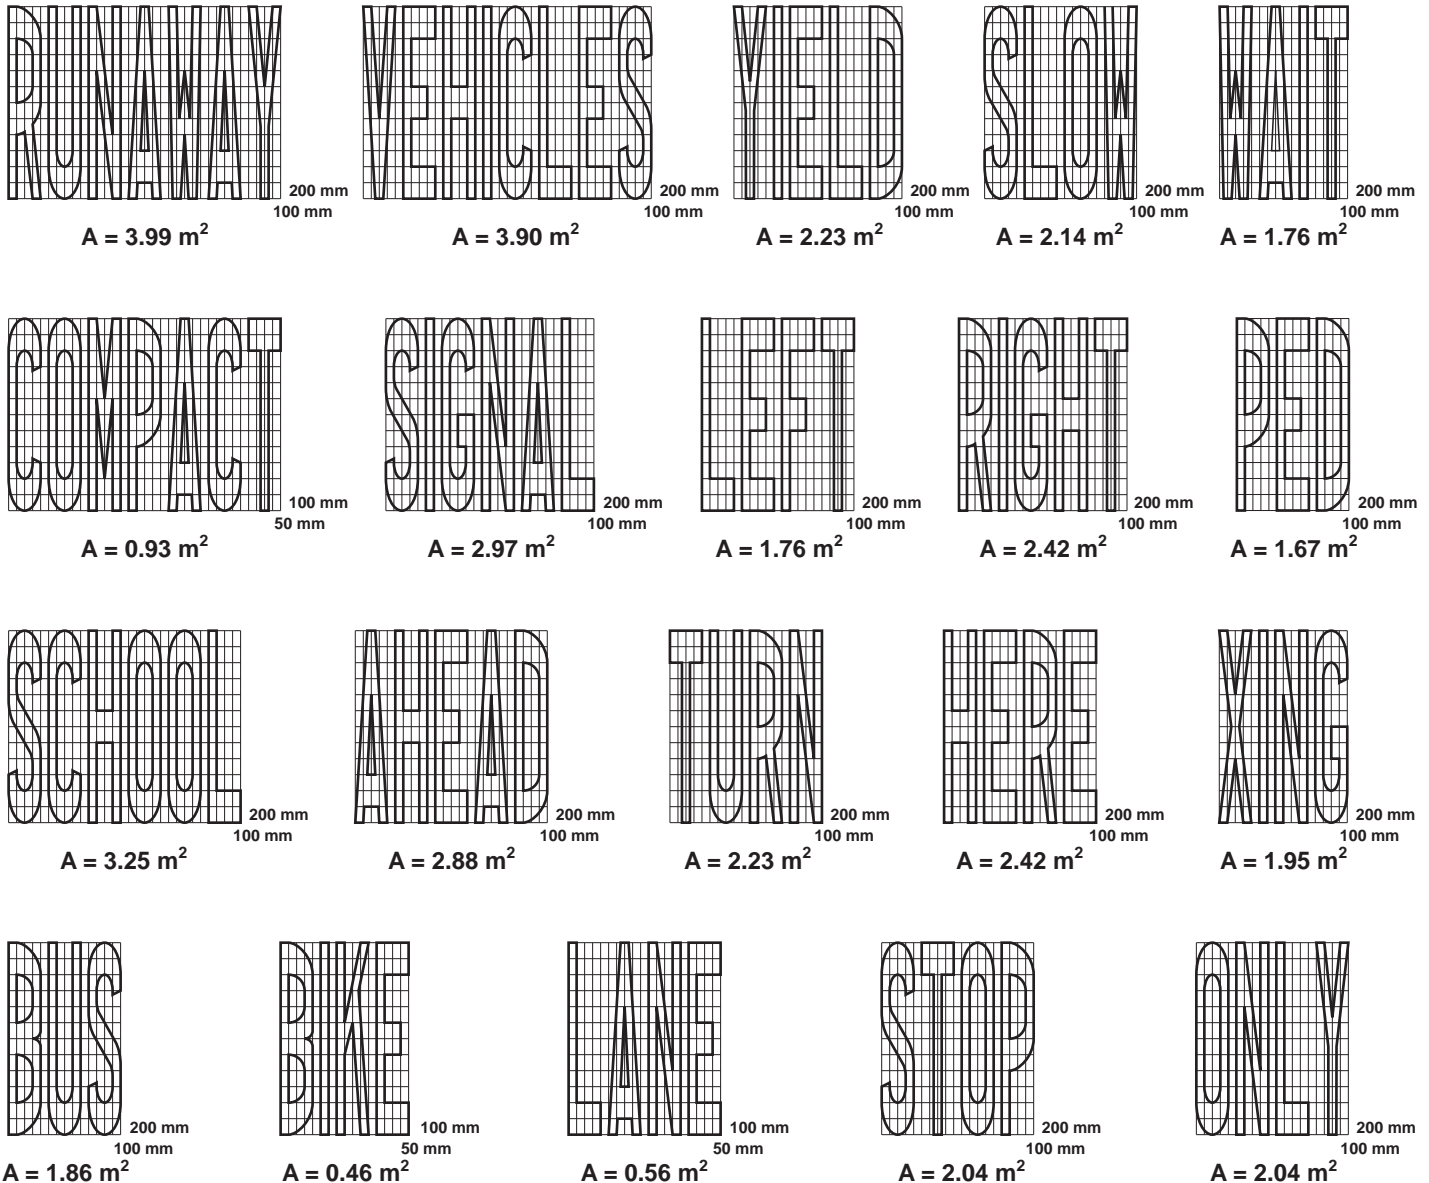 RUNAWAY VEHICLES YIELD SLOW WAIT
200 mm 200 mm 200 mm 200 mm 200 mm
100 mm 100 mm 100 mm 100 mm 100 mm
A = 3.99 m² A = 3.90 m² A = 2.23 m² A = 2.14 m² A = 1.76 m²
COMPACT SIGNAL LEFT RIGHT PED
100 mm 200 mm 200 mm 200 mm 200 mm
50 mm 100 mm 100 mm 100 mm 100 mm
A = 0.93 m² A = 2.97 m² A = 1.76 m² A = 2.42 m² A = 1.67 m²
SCHOOL AHEAD TURN HERE XING
200 mm 200 mm 200 mm 200 mm 200 mm
100 mm 100 mm 100 mm 100 mm 100 mm
A = 3.25 m² A = 2.88 m² A = 2.23 m² A = 2.42 m² A = 1.95 m²
BUS BIKE LANE STOP ONLY
200 mm 100 mm 100 mm 200 mm 200 mm
100 mm 50 mm 50 mm 100 mm 100 mm
A = 1.86 m² A = 0.46 m² A = 0.56 m² A = 2.04 m² A = 2.04 m²